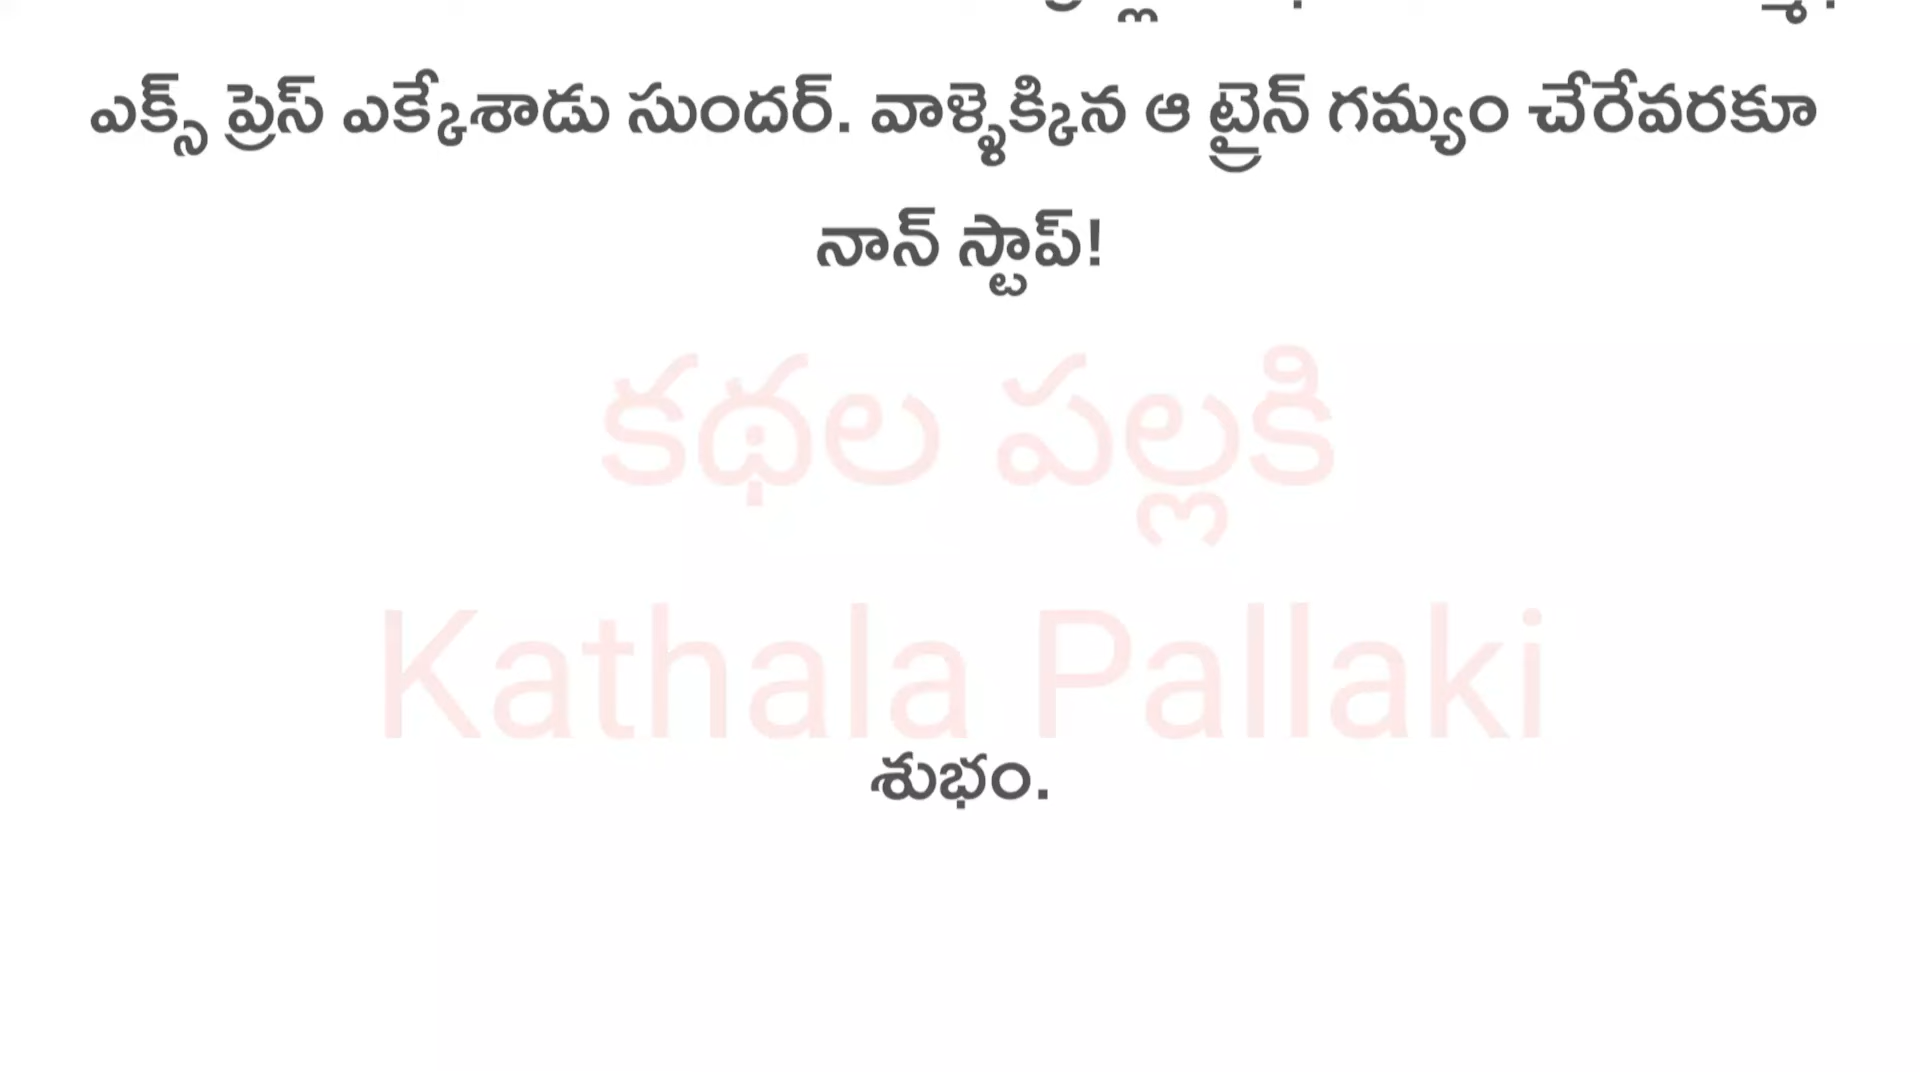 ఎక్స్ ప్రెస్ ఎక్కేశాడు సుందర్. వాళ్ళెక్కిన ఆ ట్రైన్ గమ్యం చేరేవరకూ
నాన్ స్టాప్!
కథల పల్లకి
Kathala Pallaki
శుభం.